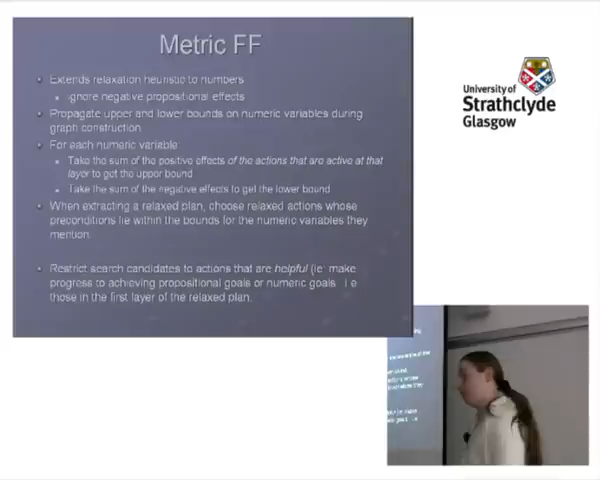 Metric FF
Extends relaxation heuristic to numbers
ignore negative propositional effects
Propagate upper and lower bounds on numeric variables during
graph construction
For each numeric variable:
Take the sum of the positive effects of the actions that are active at that
layer to get the upper bound
Take the sum of the negative effects to get the lower bound
When extracting a relaxed plan, choose relaxed actions whose
preconditions lie within the bounds for the numeric variables they
mention.
Restrict search candidates to actions that are helpful (ie: make
progress to achieving propositional goals or numeric goals i.e
those in the first layer of the relaxed plan.
University of
Strathclyde
Glasgow